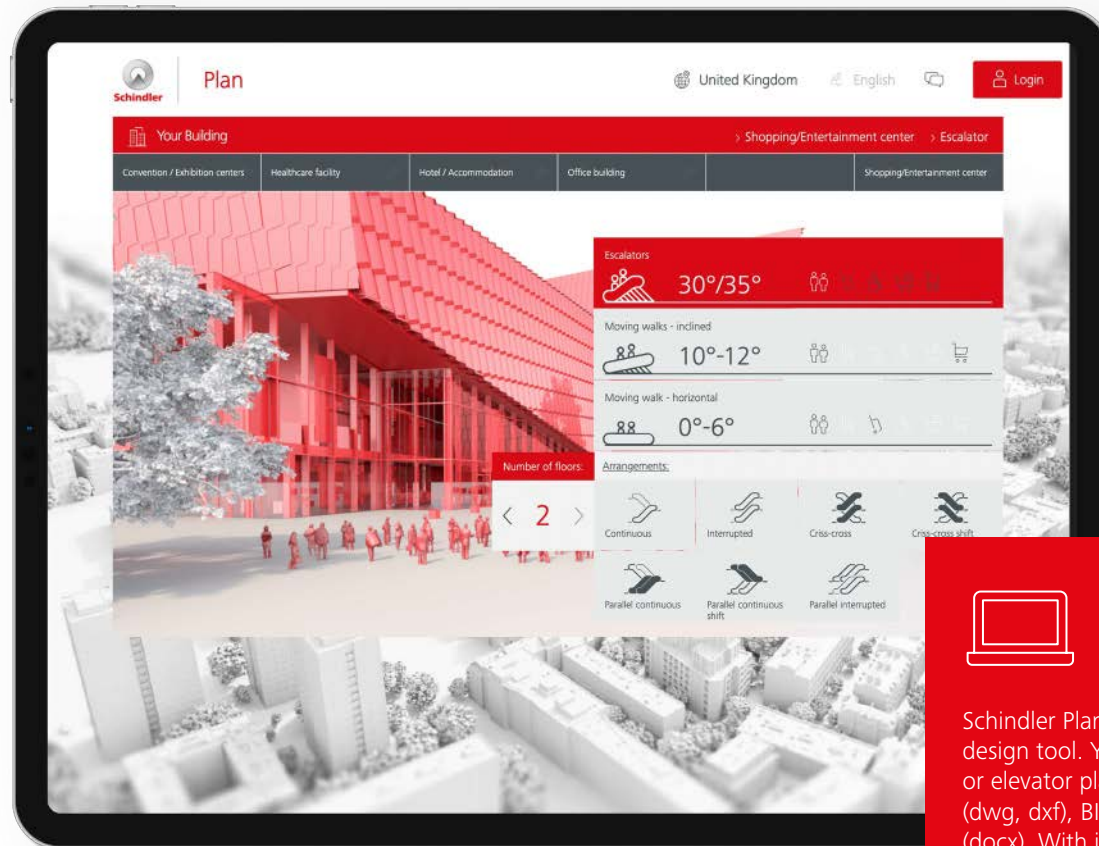 Schindler
Plan
United Kingdom
English
Login
Your Building
> Shopping/Entertainment center > Escalator
Convention / Exhibition centers
Healthcare facility
Hotel / Accommodation
Office building
Shopping/Entertainment center
Escalators
30°/35°
Moving walks - inclined
10°-12°
Moving walk - horizontal
0°-6°
Number of floors:
< 2 >
Arrangements:
Continuous
Interrupted
Criss-cross
Criss-cross shift
Parallel continuous
Parallel continuous
shift
Parallel interrupted
Schindler Plan
design tool. Y
or elevator pla
(dwg, dxf), BI
(docx). With i